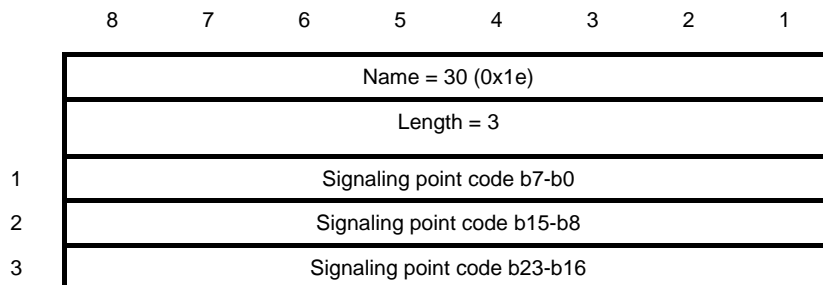 8 7 6 5 4 3 2 1
Name = 30 (0x1e)
Length = 3
1 Signaling point code b7-b0
2 Signaling point code b15-b8
3 Signaling point code b23-b16